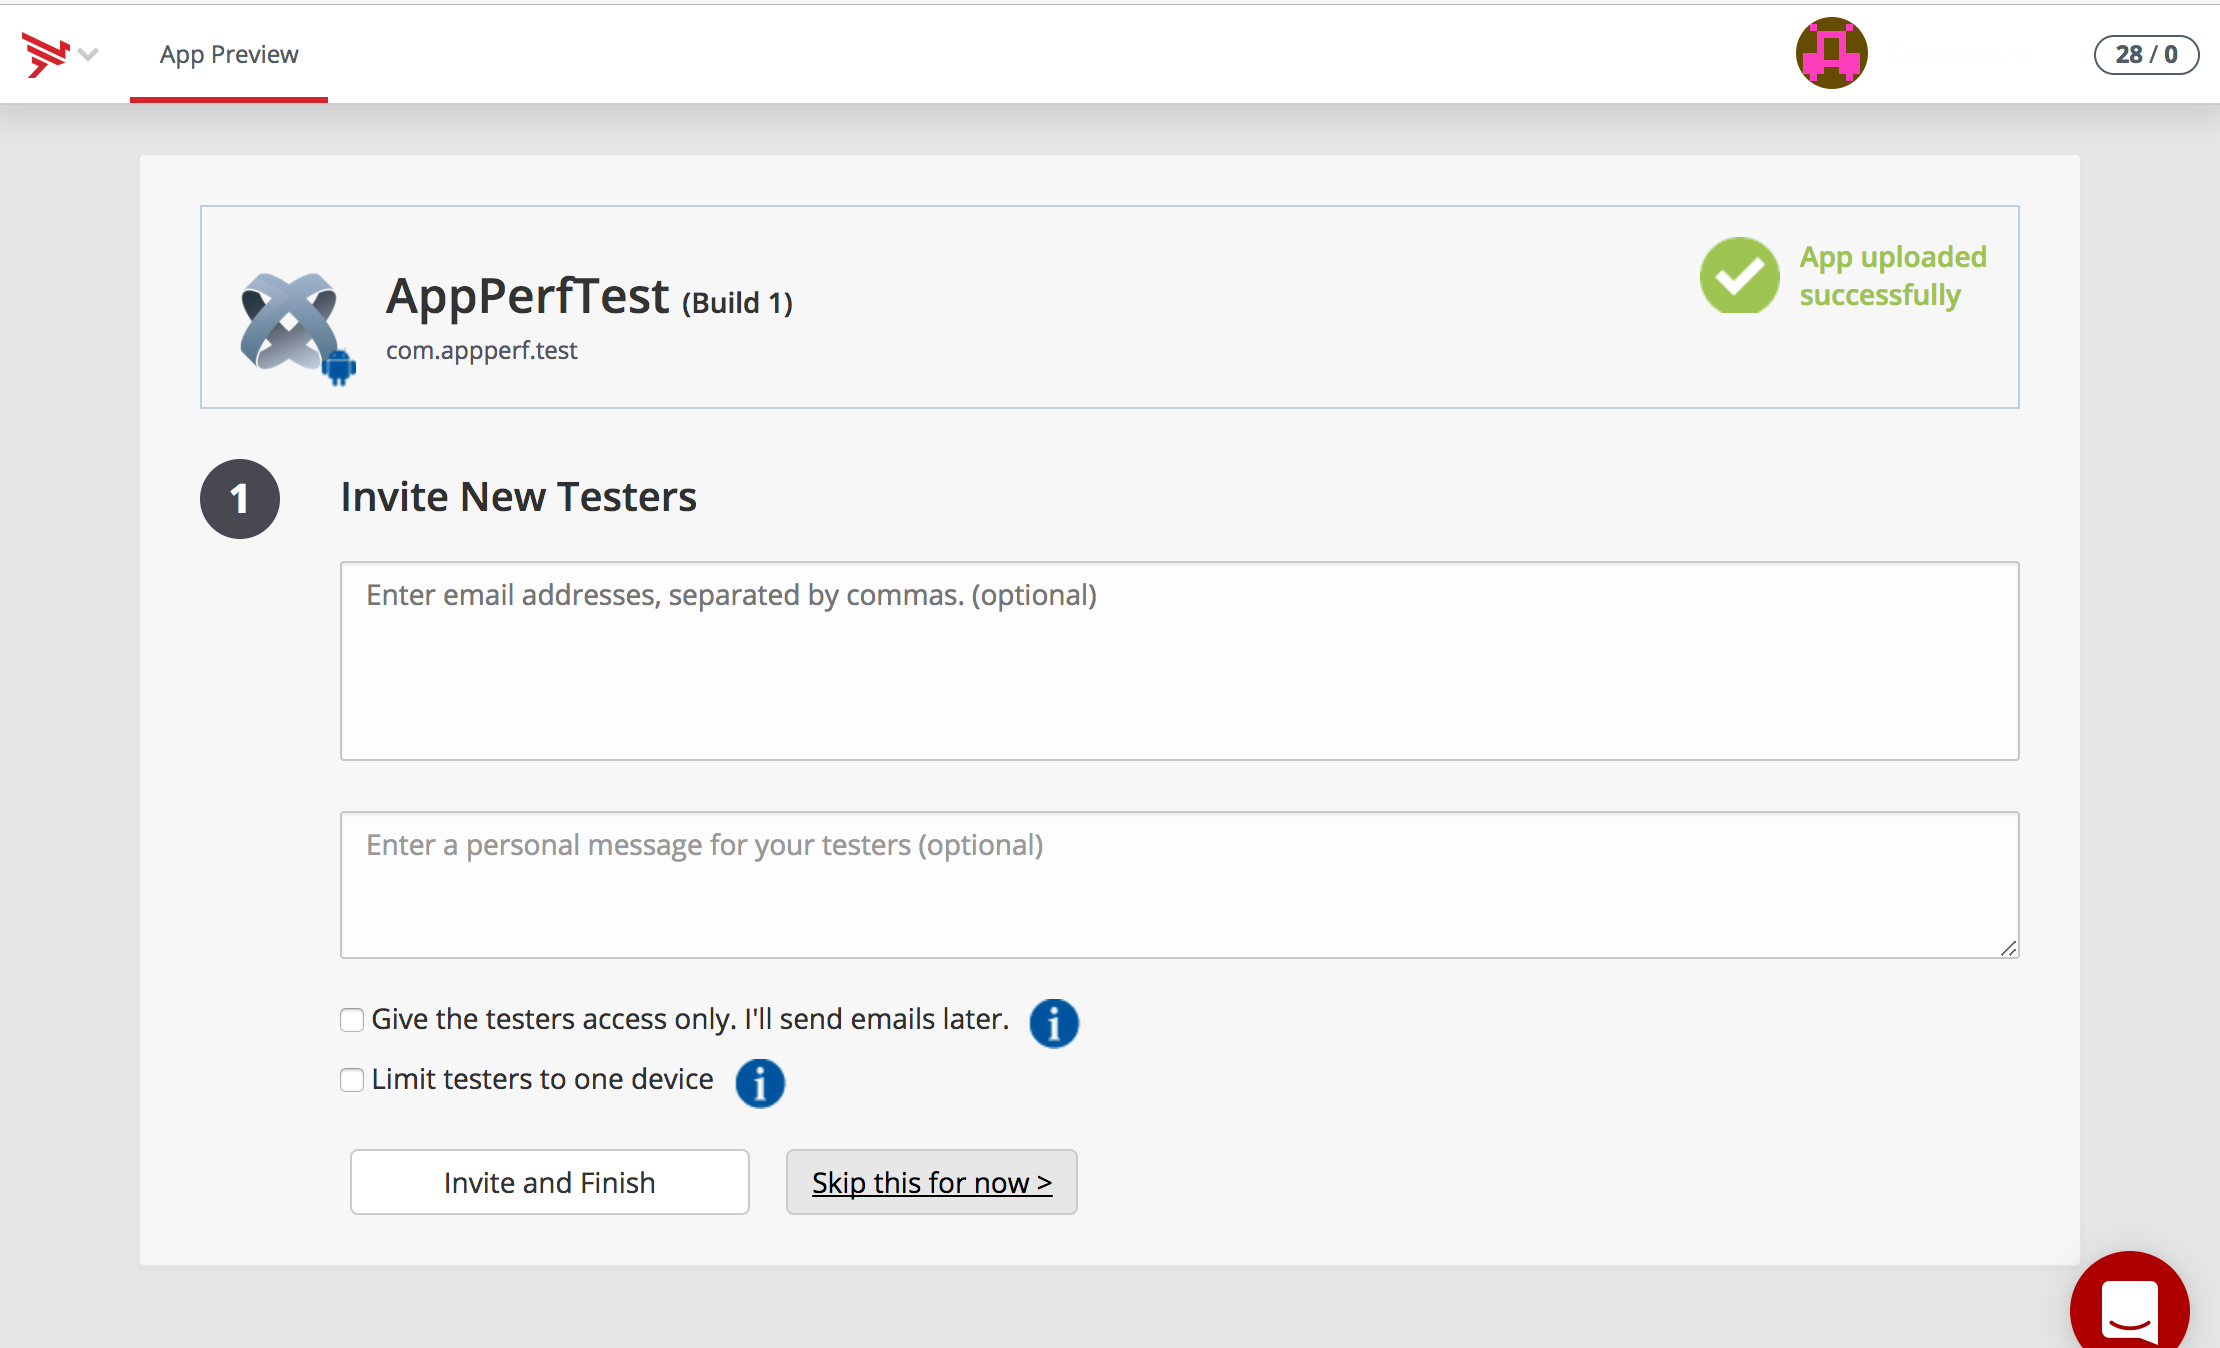 App Preview
28 / 0
AppPerfTest (Build 1)
com.appperf.test
App uploaded
successfully
1
Invite New Testers
Enter email addresses, separated by commas. (optional)
Enter a personal message for your testers (optional)
Give the testers access only. I'll send emails later.
Limit testers to one device
Invite and Finish
Skip this for now >